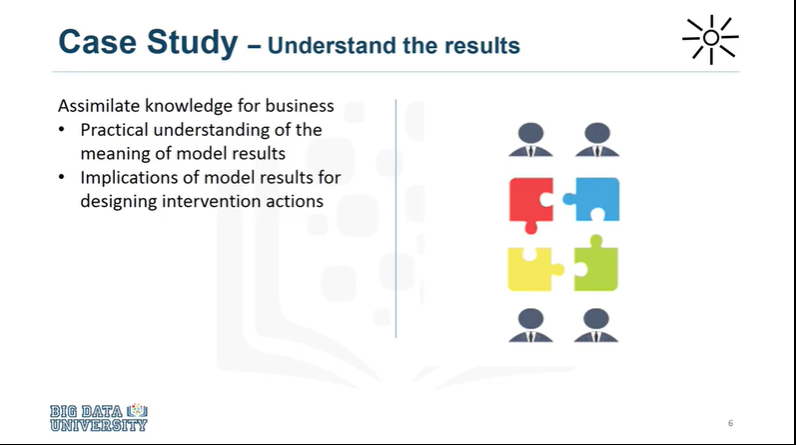 Case Study – Understand the results
Assimilate knowledge for business
• Practical understanding of the
meaning of model results
• Implications of model results for
designing intervention actions
BIG DATA
UNIVERSITY
6